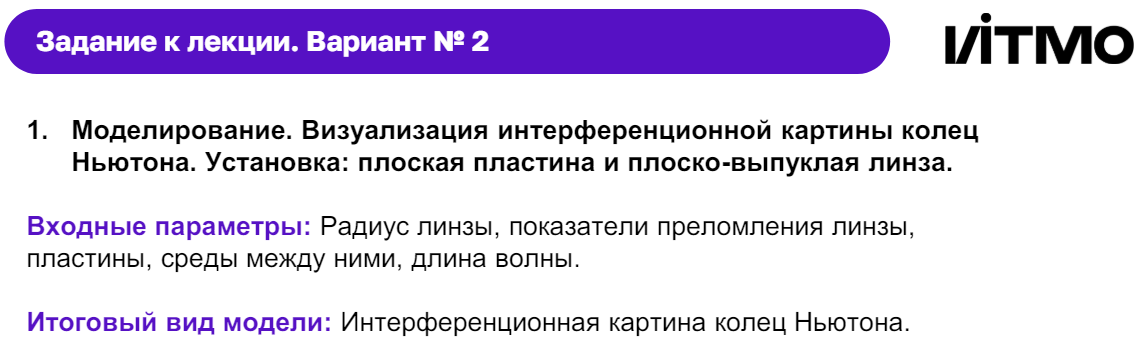 Задание к лекции. Вариант № 2
ИТМО
1. Моделирование. Визуализация интерференционной картины колец
Ньютона. Установка: плоская пластина и плоско-выпуклая линза.
Входные параметры: Радиус линзы, показатели преломления линзы,
пластины, среды между ними, длина волны.
Итоговый вид модели: Интерференционная картина колец Ньютона.